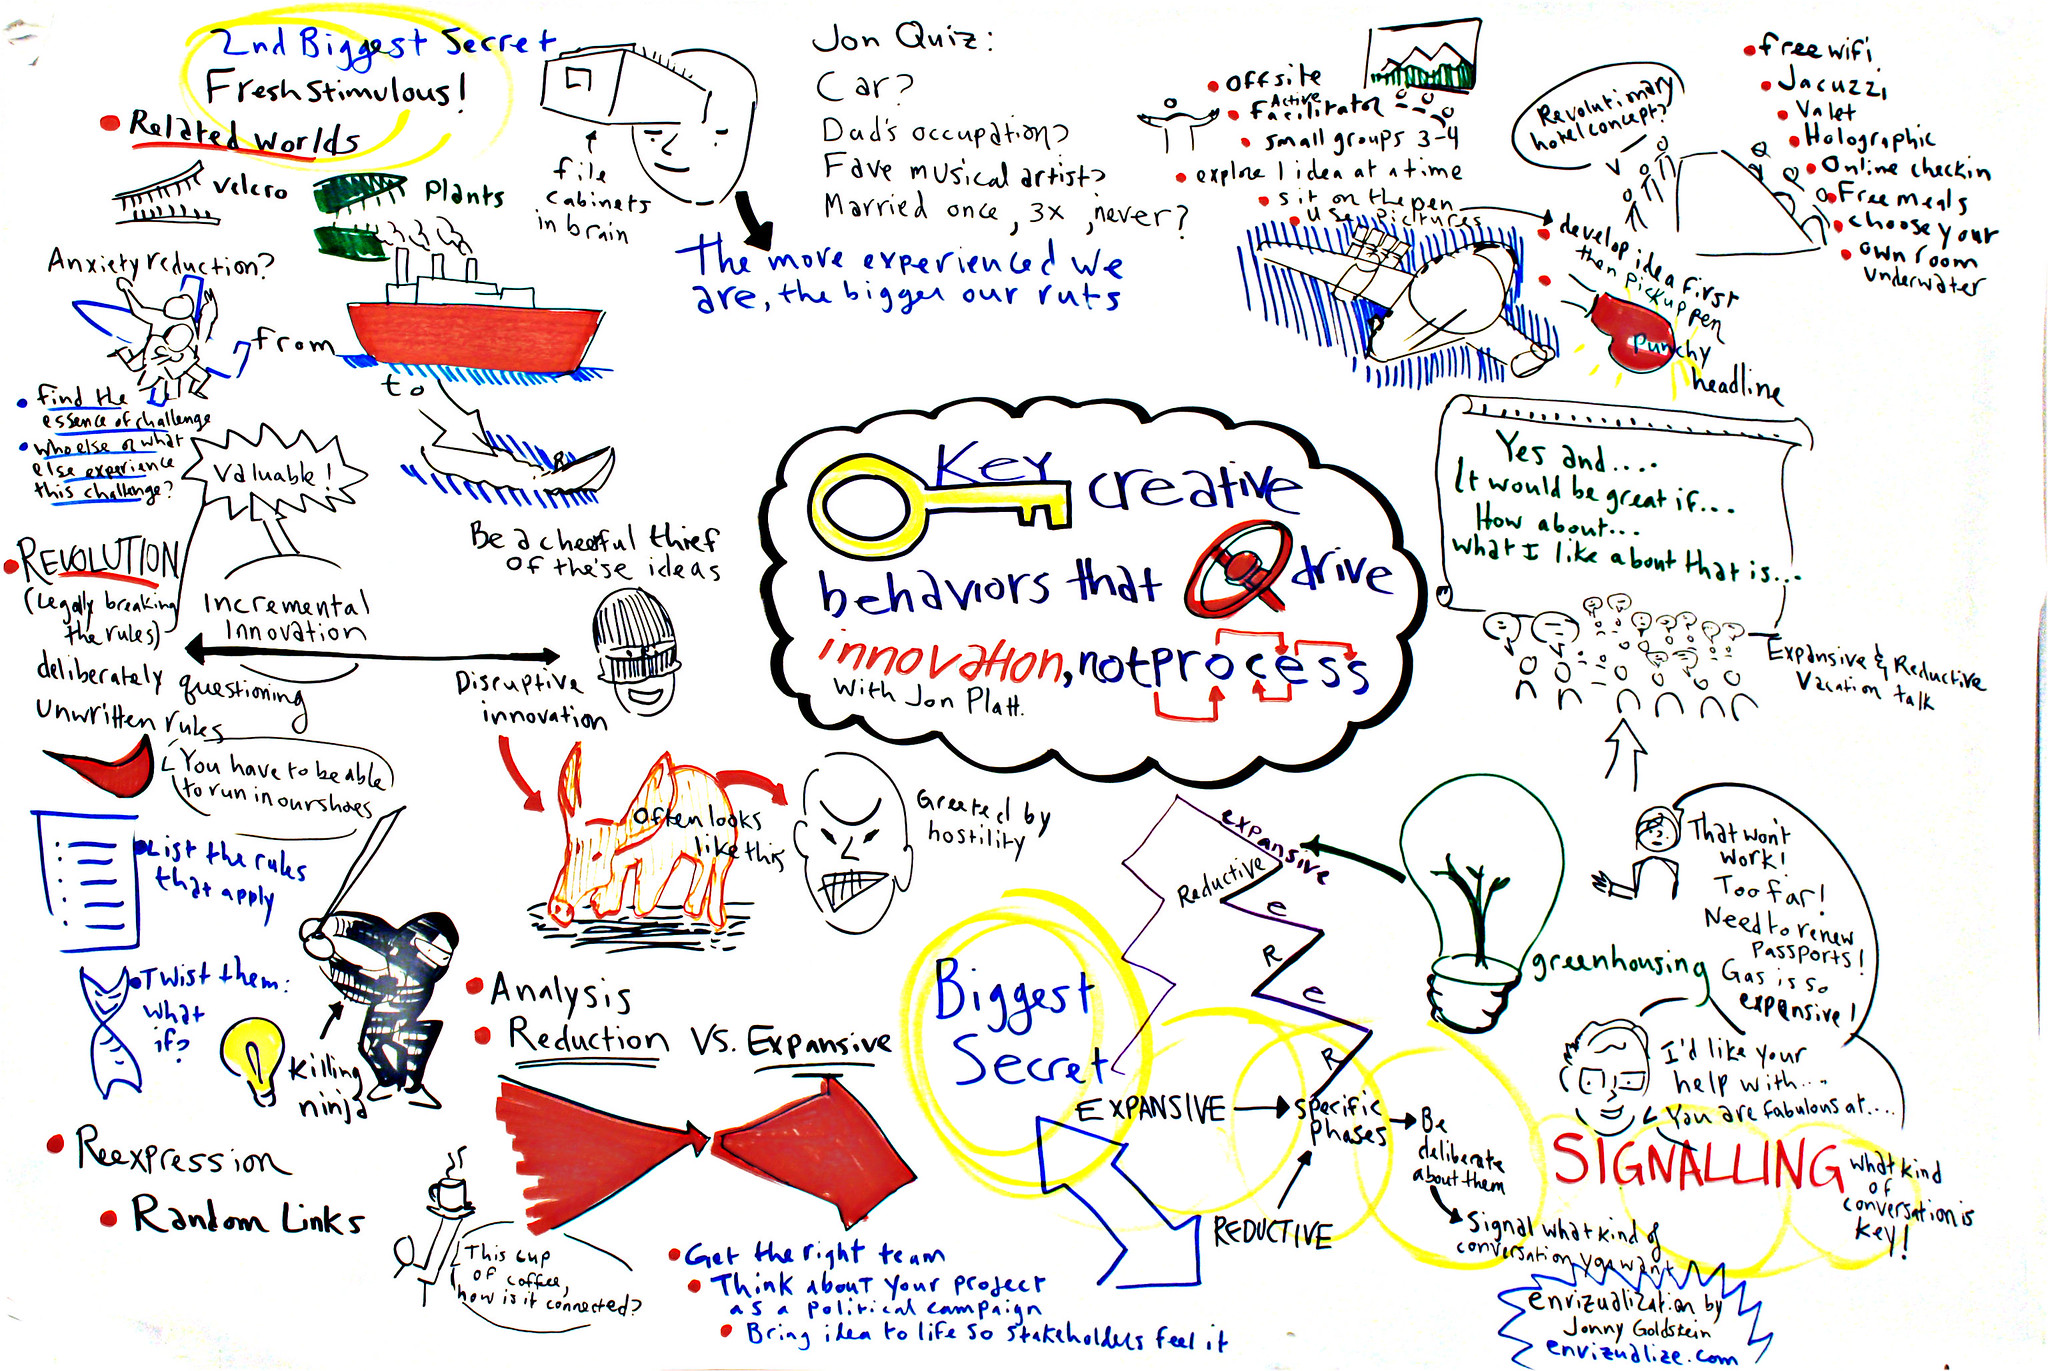 2nd Biggest Secret
Fresh Stimulous!
Related Worlds
Velcro
Plants
Anxiety reduction?
from
to
find the
essence of challenge
who else or what
else experience
this challenge?
Be a cheerful thief
of these ideas
file
cabinets
in brain
Jon Quiz:
Car?
Dad's occupation?
Fave musical artist?
Married once, 3x, never?
The more experienced we
are, the bigger our ruts
offsite
Active
facilitator
small groups 3-4
explore 1 idea at a time
sit on the pen
use pictures
develop idea first
then pick up pen
Punchy
headline
Revolutionary
hotel concept?
free wifi
Jacuzzi
Valet
Holographic
Online checkin
Free meals
choose your
own room
underwater
Key creative
behaviors that drive
innovation, not process
With Jon Platt.
Yes and....
It would be great if...
How about...
What I like about that is...
Expansive & Reductive
Vacation talk
Valuable!
REVOLUTION
(Legally breaking
the rules)
Incremental
Innovation
deliberately questioning
unwritten rules
Disruptive
innovation
Often looks
like this
Greeted by
hostility
You have to be able
to run in our shoes
List the rules
that apply
Twist them:
What
if?
Killing
ninja
Reexpression
Random Links
This cup
of coffee,
how is it connected?
Analysis
Reduction vs. Expansive
Get the right team
Think about your project
as a political campaign
Bring idea to life so stakeholders feel it
Biggest
Secret
expansive
Reductive
e
R
e
R
EXPANSIVE
specific
phases
REDUCTIVE
Be
deliberate
about them
Signal what kind of
conversation you want
greenhousing
That won't
work!
Too far!
Need to renew
passports!
Gas is so
expensive!
I'd like your
help with....
You are fabulous at....
SIGNALLING
What kind
of
conversation is
key!
envizualization by
Jonny Goldstein
envizualize.com